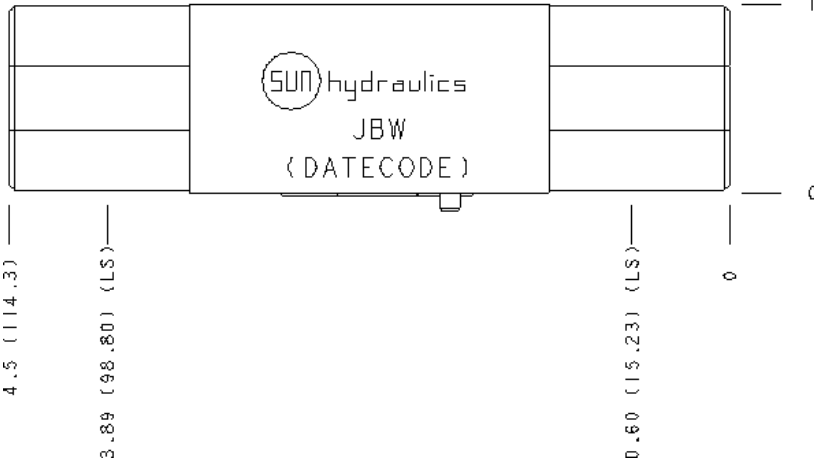 SUN hydraulics
JBW
(DATECODE)
4.5 (114.3)
3.89 (98.80) (LS)
0.60 (15.23) (LS)
0